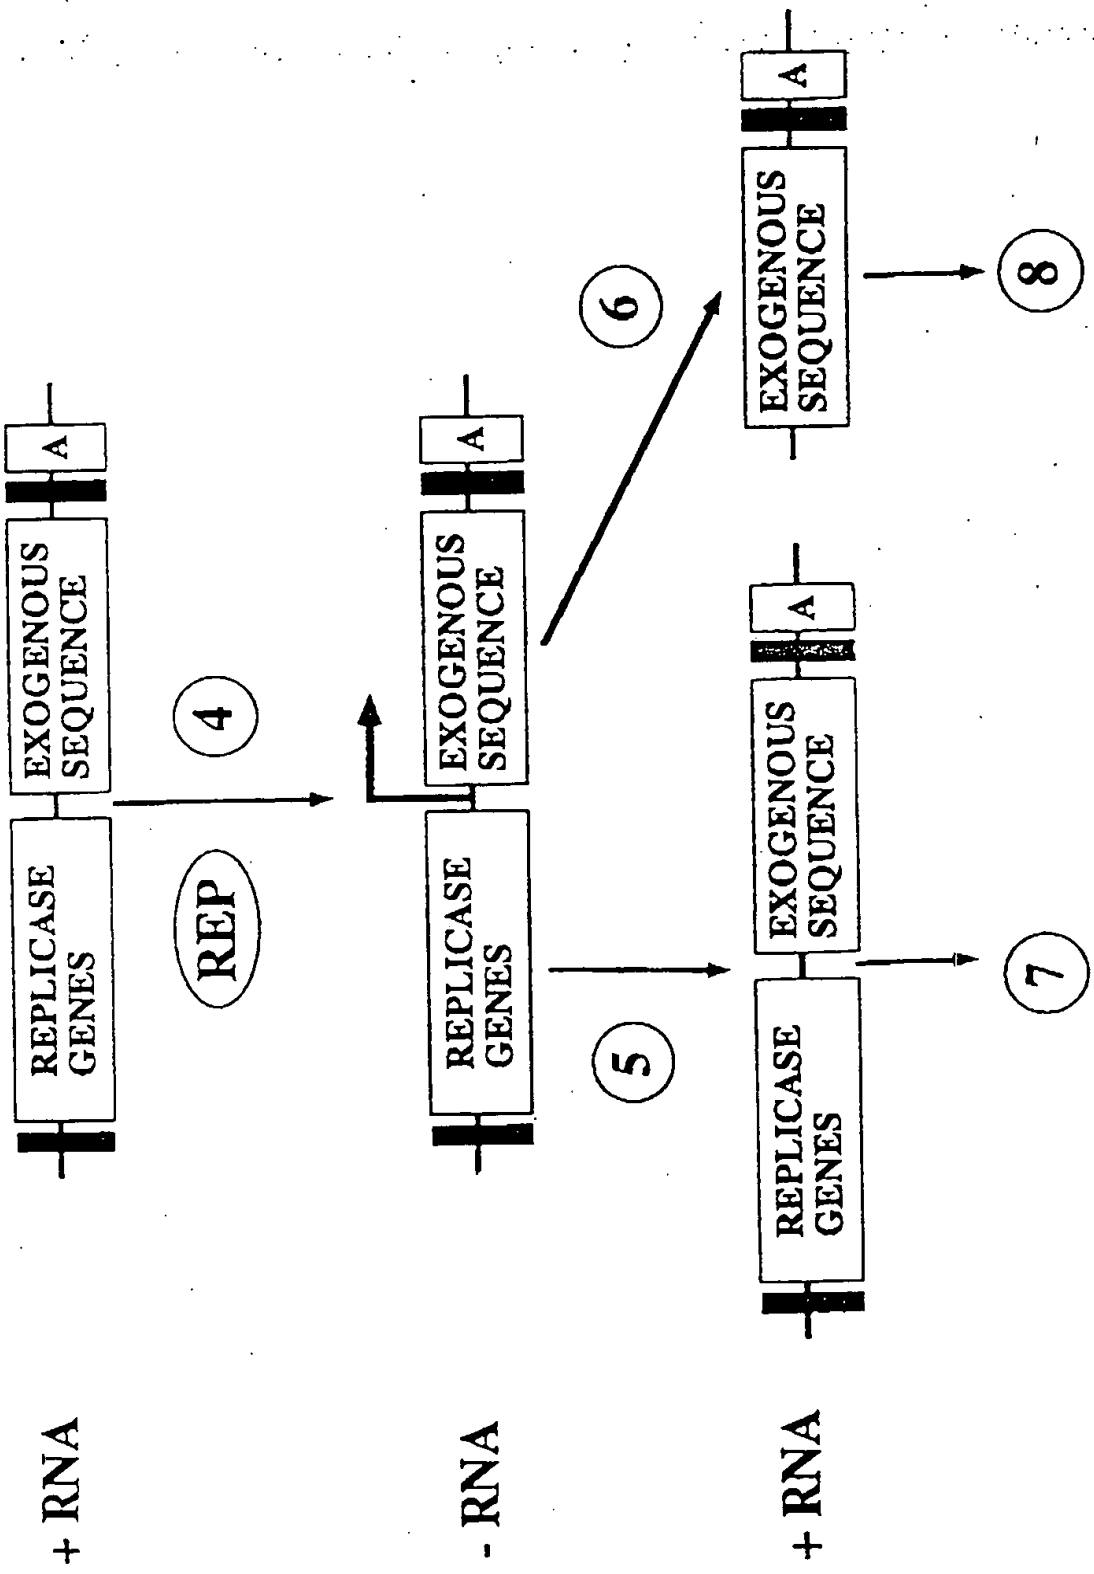 + RNA
REPLICASE
GENES
EXOGENOUS
SEQUENCE
A
REP
4
- RNA
REPLICASE
GENES
EXOGENOUS
SEQUENCE
A
5
6
+ RNA
REPLICASE
GENES
EXOGENOUS
SEQUENCE
A
EXOGENOUS
SEQUENCE
A
7
8